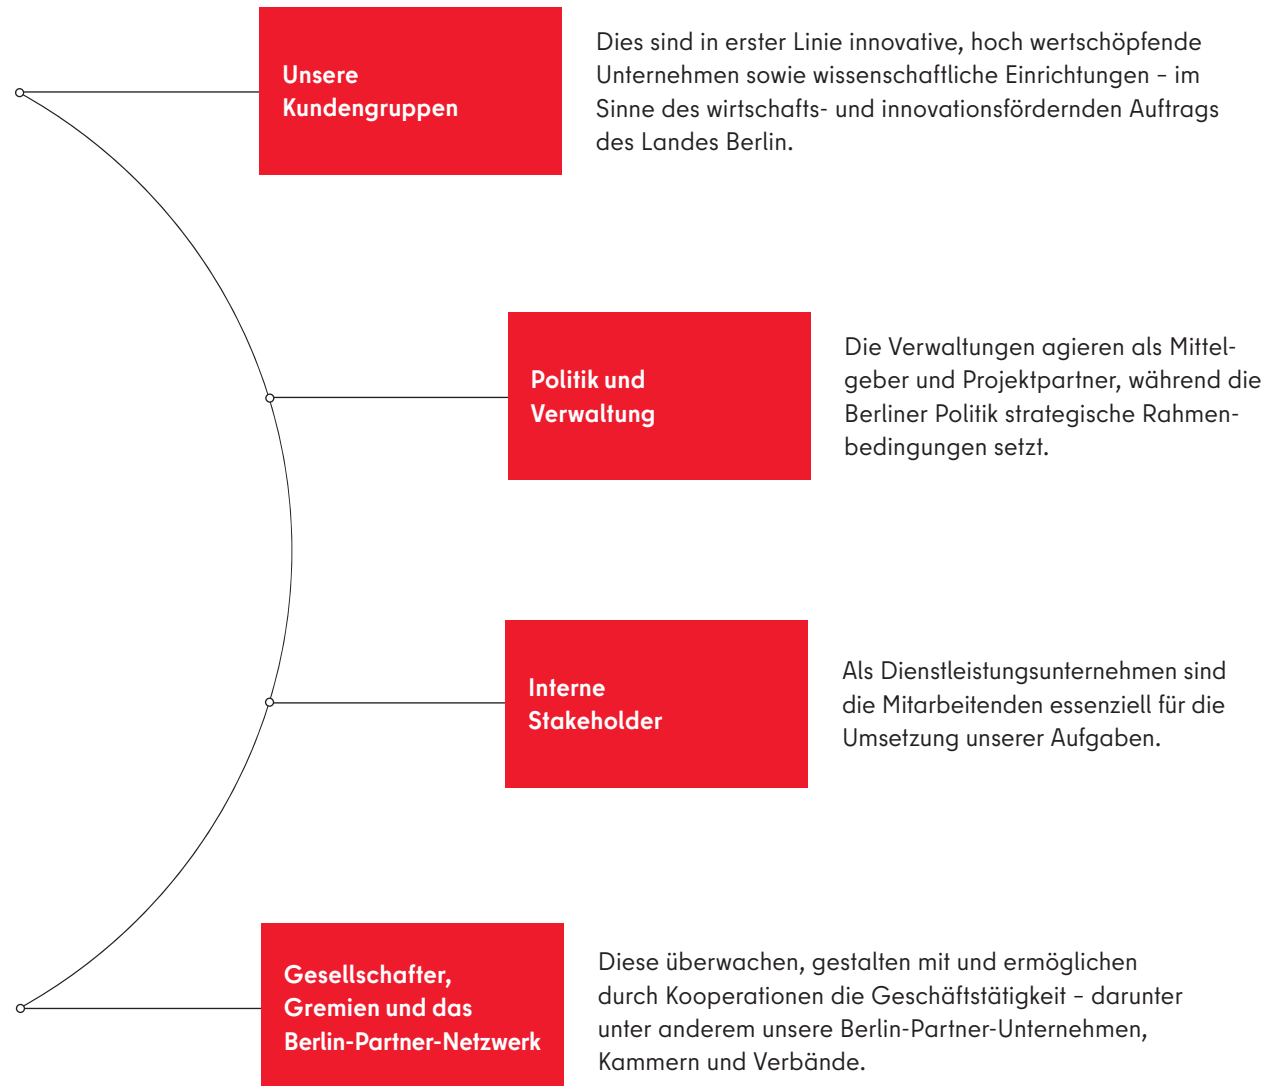 Unsere
Kundengruppen
Dies sind in erster Linie innovative, hoch wertschöpfende
Unternehmen sowie wissenschaftliche Einrichtungen – im
Sinne des wirtschafts- und innovationsfördernden Auftrags
des Landes Berlin.
Politik und
Verwaltung
Die Verwaltungen agieren als Mittel-
geber und Projektpartner, während die
Berliner Politik strategische Rahmen-
bedingungen setzt.
Interne
Stakeholder
Als Dienstleistungsunternehmen sind
die Mitarbeitenden essenziell für die
Umsetzung unserer Aufgaben.
Gesellschafter,
Gremien und das
Berlin-Partner-Netzwerk
Diese überwachen, gestalten mit und ermöglichen
durch Kooperationen die Geschäftstätigkeit – darunter
unter anderem unsere Berlin-Partner-Unternehmen,
Kammern und Verbände.